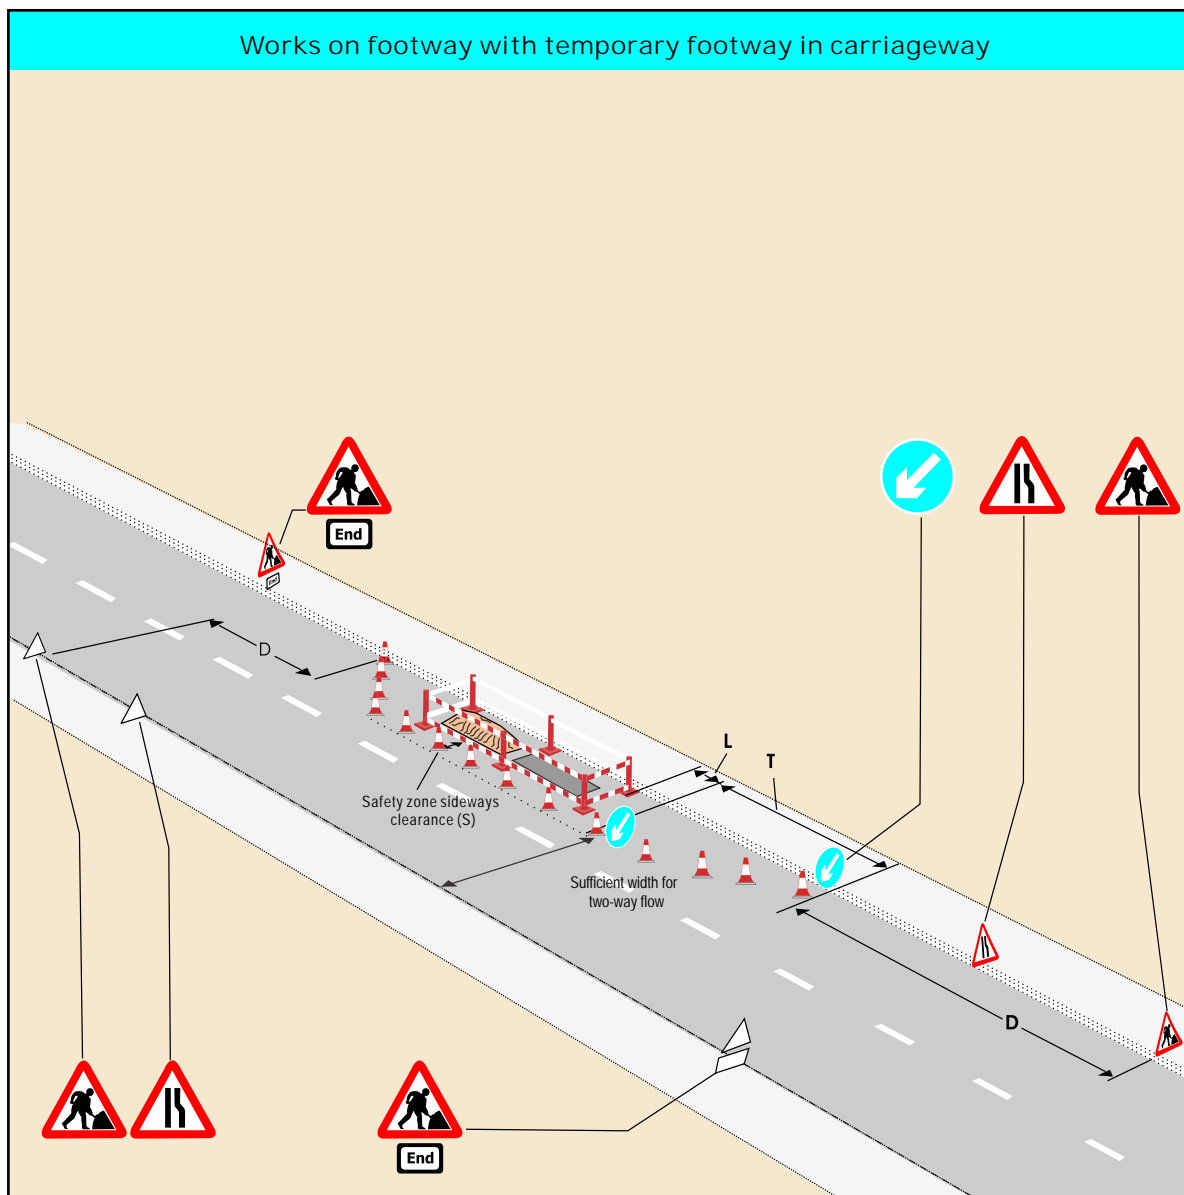 Works on footway with temporary footway in carriageway
End
End
D
L
T
Safety zone sideways
clearance (S)
Sufficient width for
two-way flow
D
End